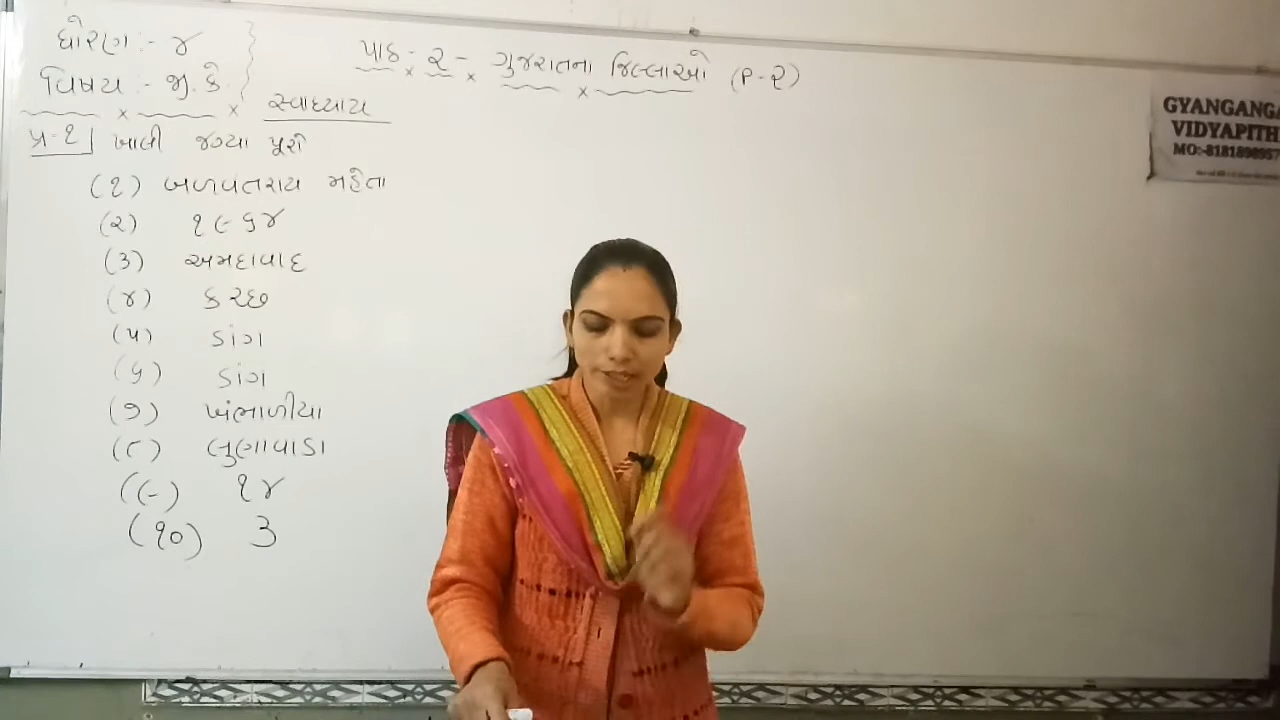 ધોરણ :- ૪
વિષય :- જી. કે.
પાઠ - ૨ - ગુજરાતના જિલ્લાઓ (P-૨)
સ્વાધ્યાય
પ્ર-૧ ખાલી જગ્યા પૂરો
(૧) બળવંતરાય મહેતા
(૨) ૧૯૬૪
(૩) અમદાવાદ
(૪) કચ્છ
(૫) ડાંગ
(૬) ડાંગ
(૭) ખંભાળીયા
(૮) લુણાવાડા
(૯) ૧૪
(૧૦) ૩
GYANGANGA
VIDYAPITH